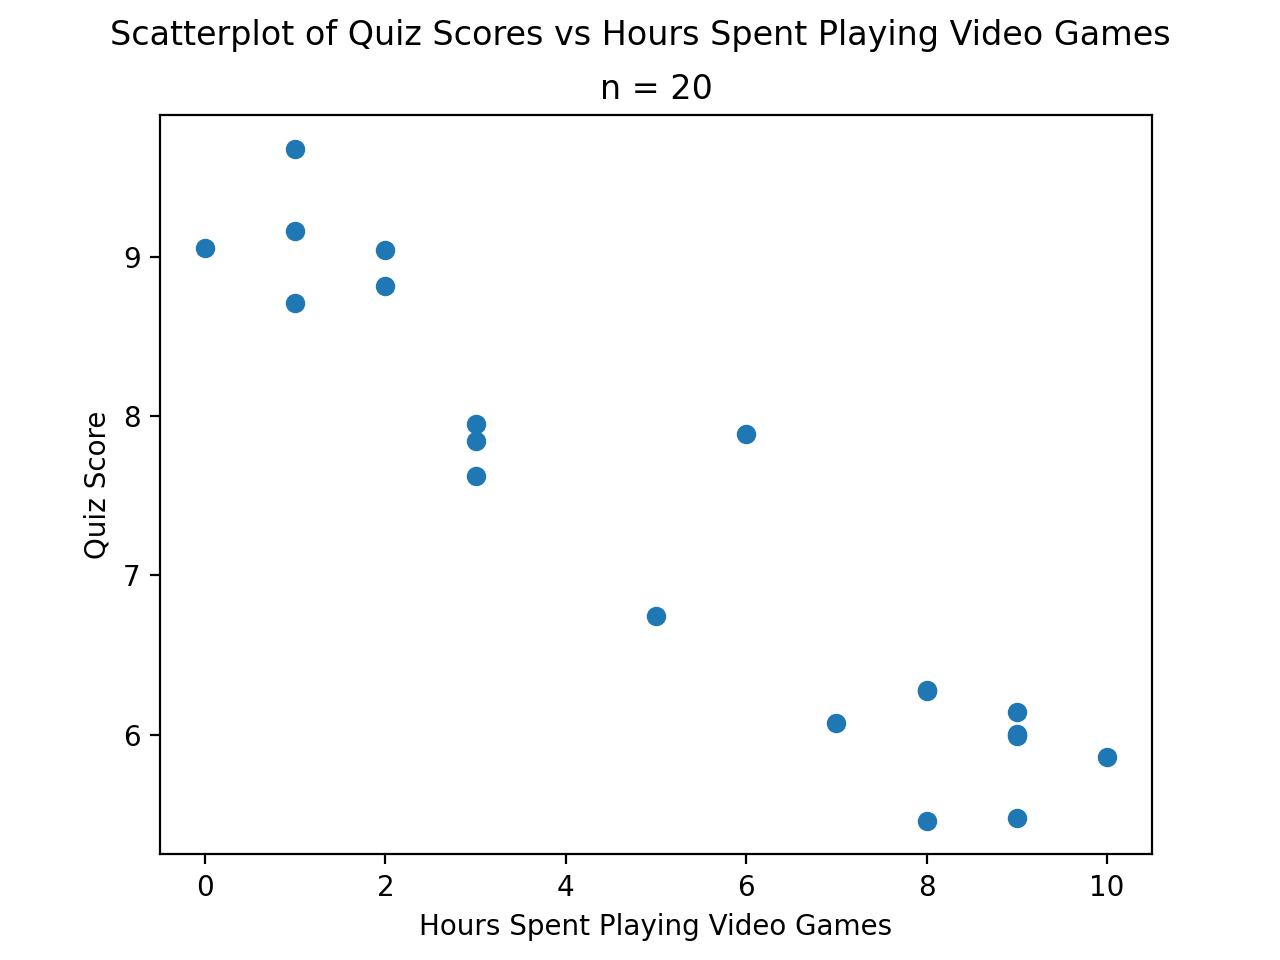 Scatterplot of Quiz Scores vs Hours Spent Playing Video Games
n = 20
9
8
7
6
Quiz Score
0 2 4 6 8 10
Hours Spent Playing Video Games